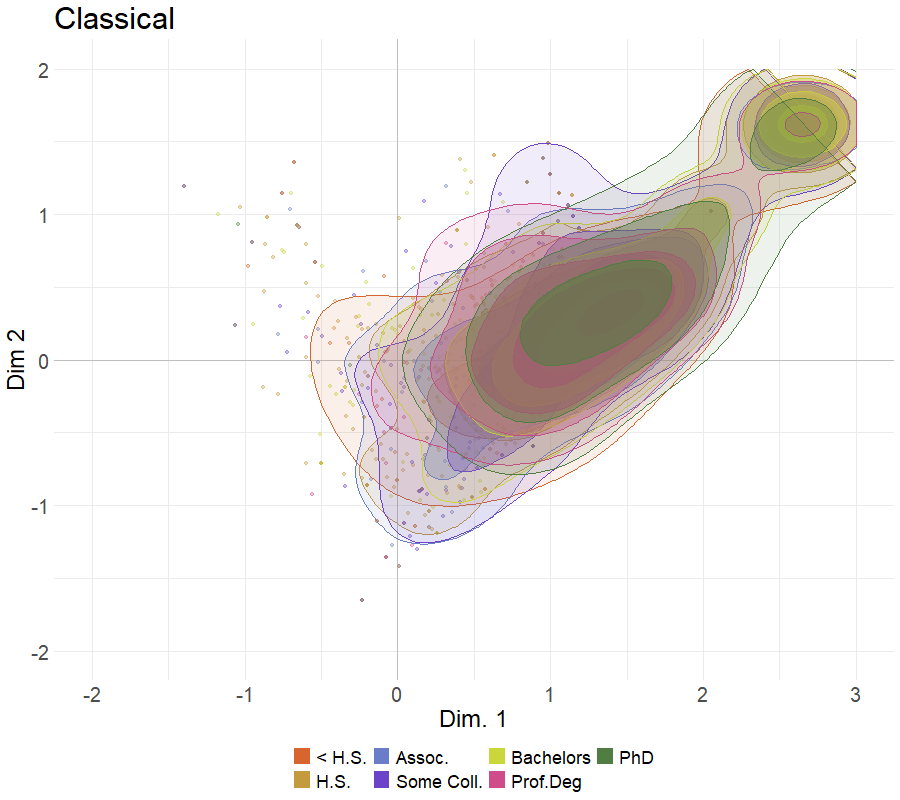 Classical
2
1
0
-1
-2
Dim 2
-2 -1 0 1 2 3
Dim. 1
< H.S. Assoc. Bachelors PhD
H.S. Some Coll. Prof.Deg